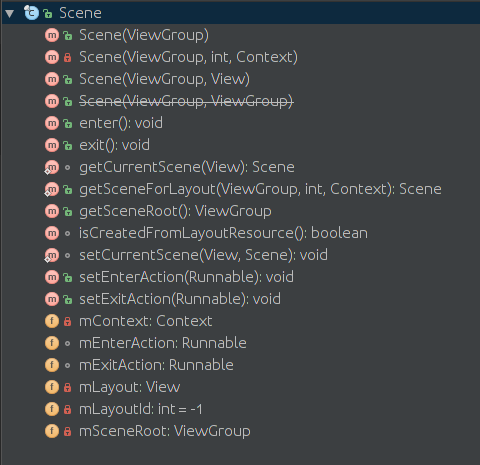 Scene
Scene(ViewGroup)
Scene(ViewGroup, int, Context)
Scene(ViewGroup, View)
Scene(ViewGroup, ViewGroup)
enter(): void
exit(): void
getCurrentScene(View): Scene
getSceneForLayout(ViewGroup, int, Context): Scene
getSceneRoot(): ViewGroup
isCreatedFromLayoutResource(): boolean
setCurrentScene(View, Scene): void
setEnterAction(Runnable): void
setExitAction(Runnable): void
mContext: Context
mEnterAction: Runnable
mExitAction: Runnable
mLayout: View
mLayoutId: int = -1
mSceneRoot: ViewGroup